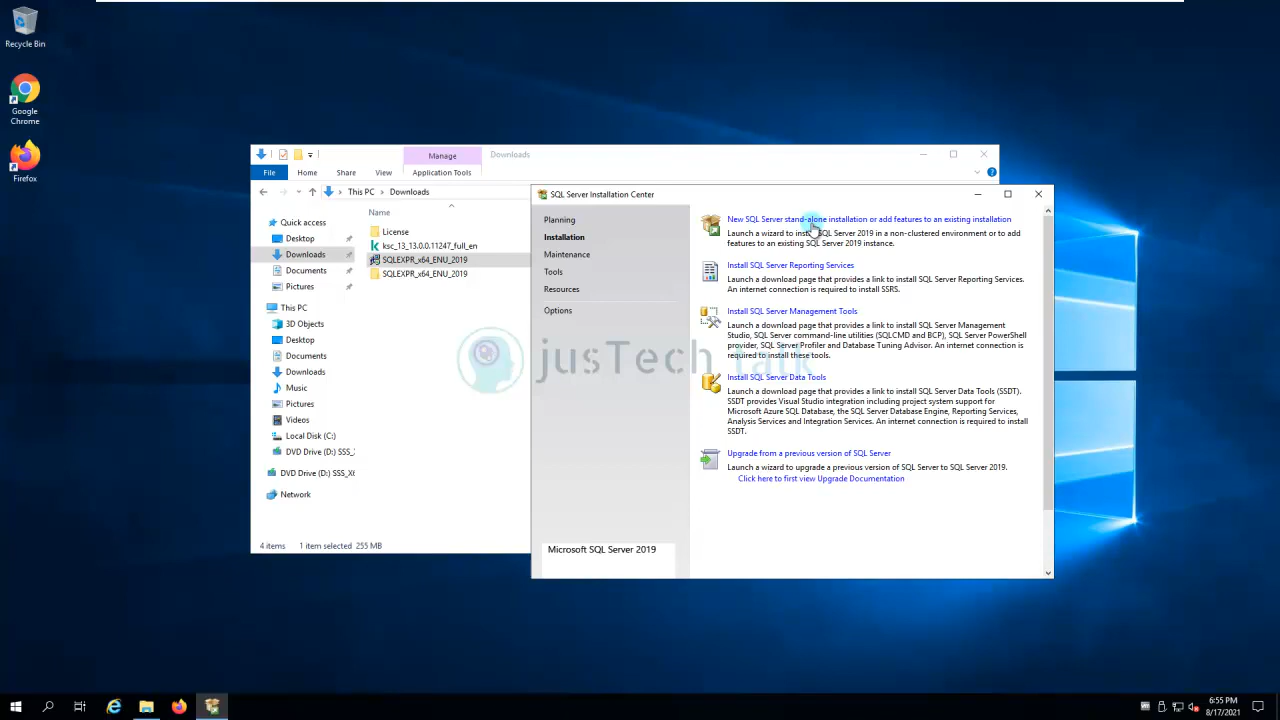 Recycle Bin
Google
Chrome
Firefox
Manage
Downloads
File
Home
Share
View
Application Tools
This PC
Downloads
Quick access
Desktop
Downloads
Documents
Pictures
This PC
3D Objects
Desktop
Documents
Downloads
Music
Pictures
Videos
Local Disk (C:)
DVD Drive (D:) SSS_
DVD Drive (D:) SSS_X6
Network
Name
License
ksc_13_13.0.0.11247_full_en
SQLEXPR_x64_ENU_2019
SQLEXPR_x64_ENU_2019
4 items
1 item selected 255 MB
SQL Server Installation Center
Planning
Installation
Maintenance
Tools
Resources
Options
Microsoft SQL Server 2019
New SQL Server stand-alone installation or add features to an existing installation
Launch a wizard to install SQL Server 2019 in a non-clustered environment or to add
features to an existing SQL Server 2019 instance.
Install SQL Server Reporting Services
Launch a download page that provides a link to install SQL Server Reporting Services.
An internet connection is required to install SSRS.
Install SQL Server Management Tools
Launch a download page that provides a link to install SQL Server Management
Studio, SQL Server command-line utilities (SQLCMD and BCP), SQL Server PowerShell
provider, SQL Server Profiler and Database Tuning Advisor. An internet connection is
required to install these tools.
Install SQL Server Data Tools
Launch a download page that provides a link to install SQL Server Data Tools (SSDT).
SSDT provides Visual Studio integration including project system support for
Microsoft Azure SQL Database, the SQL Server Database Engine, Reporting Services,
Analysis Services and Integration Services. An internet connection is required to install
SSDT.
Upgrade from a previous version of SQL Server
Launch a wizard to upgrade a previous version of SQL Server to SQL Server 2019.
Click here to first view Upgrade Documentation
jusTech Talk
6:55 PM
8/17/2021